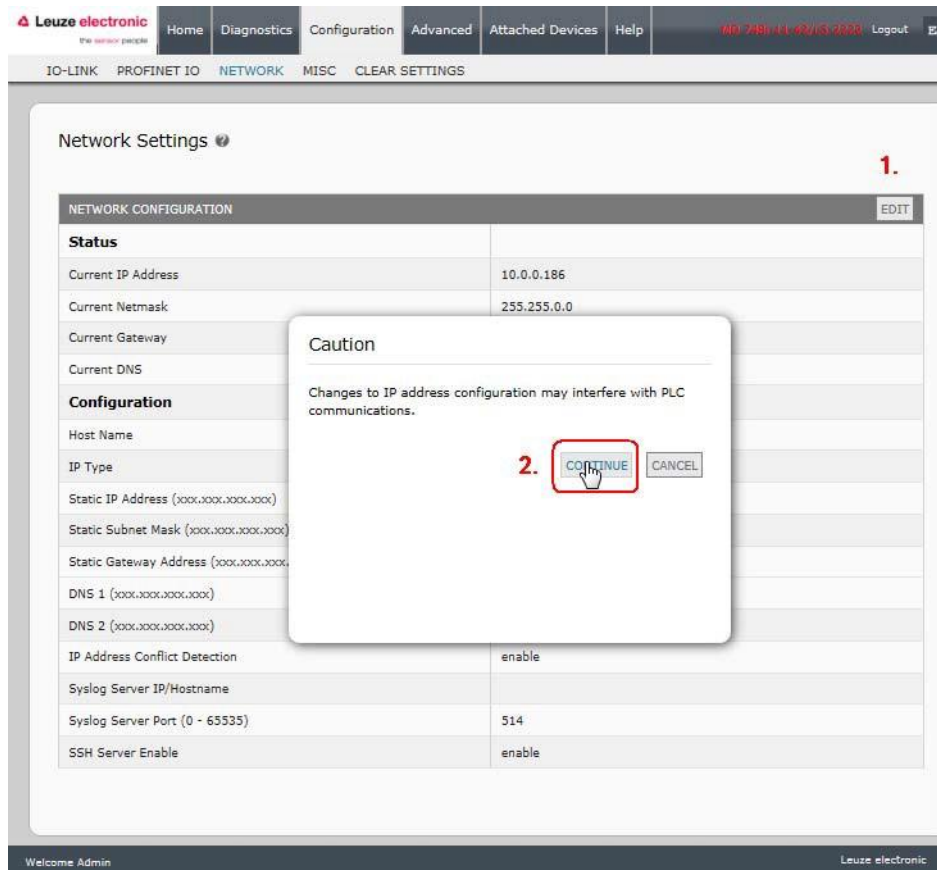 Leuze electronic
the sensor people
Home Diagnostics Configuration Advanced Attached Devices Help Logout
IO-LINK PROFINET IO NETWORK MISC CLEAR SETTINGS
Network Settings ?
1.
NETWORK CONFIGURATION EDIT
Status
Current IP Address 10.0.0.186
Current Netmask 255.255.0.0
Current Gateway
Current DNS
Configuration
Host Name
IP Type
Static IP Address (xxx.xxx.xxx.xxx)
Static Subnet Mask (xxx.xxx.xxx.xxx)
Static Gateway Address (xxx.xxx.xxx.
DNS 1 (xxx.xxx.xxx.xxx)
DNS 2 (xxx.xxx.xxx.xxx)
Caution
Changes to IP address configuration may interfere with PLC
communications.
2. CONTINUE CANCEL
IP Address Conflict Detection enable
Syslog Server IP/Hostname
Syslog Server Port (0 - 65535) 514
SSH Server Enable enable
Welcome Admin Leuze electronic